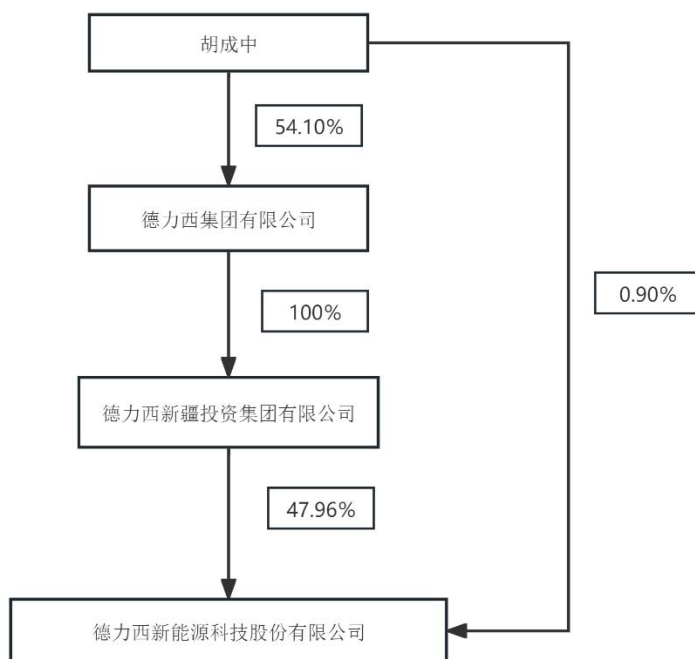 胡成中
54.10%
德力西集团有限公司
100%
0.90%
德力西新疆投资集团有限公司
47.96%
德力西新能源科技股份有限公司